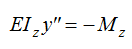 EI_z y″ = −M_z